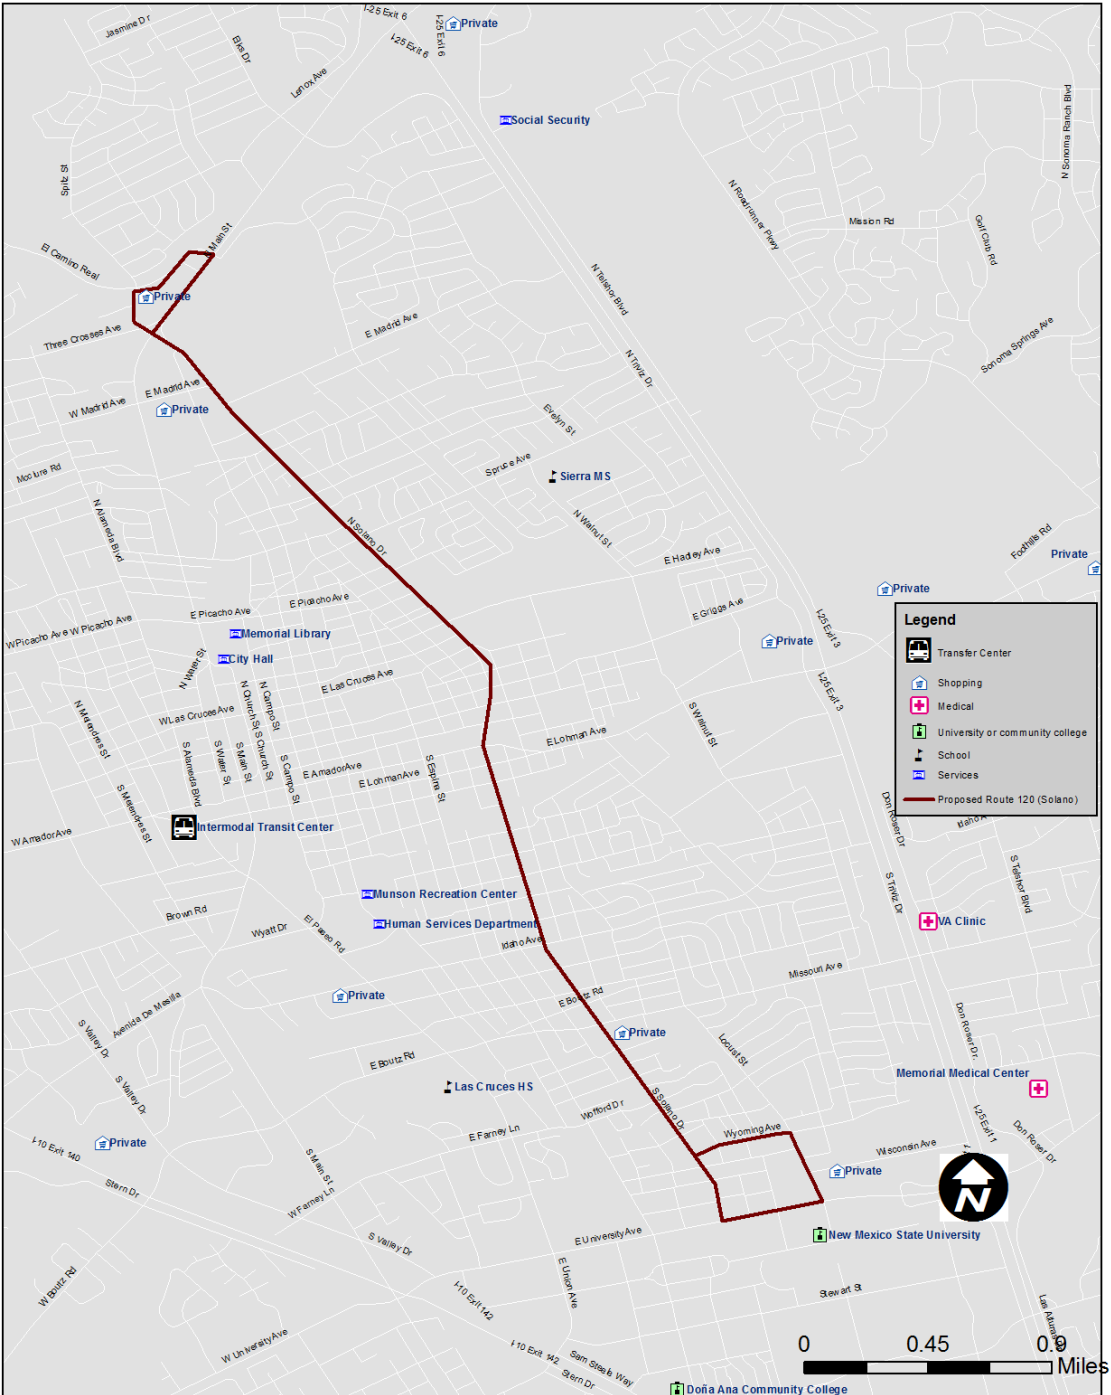 I-25 Exit 6
Private
Jasmine Dr
Elks Dr
I-25 Exit 6
I-25 Exit 6
Lenox Ave
Social Security
N Sonoma Ranch Blvd
Spitz St
N Roadrunner Pkwy
Mission Rd
Golf Club Rd
El Camino Real
N Telshor Blvd
Private
Three Crosses Ave
E Madrid Ave
Sonoma Springs Ave
N Triviz Dr
E Madrid Ave
W Madrid Ave
Private
Evelyn St
Spruce Ave
Mcclure Rd
Sierra MS
N Alameda Blvd
N Solano Dr
N Walnut St
E Hadley Ave
Foothills Rd
Private
Private
E Picacho Ave
E Picacho Ave
E Griggs Ave
W Picacho Ave
W Picacho Ave
Memorial Library
Private
I-25 Exit 3
City Hall
N Water St
E Las Cruces Ave
I-25 Exit 3
N Church St
N Campo St
W Las Cruces Ave
N Melendres St
S Walnut St
E Lohman Ave
S Alameda Blvd
S Water St
S Main St
S Church St
S Campo St
E Amador Ave
E Lohman Ave
S Espina St
S Melendres St
W Amador Ave
Intermodal Transit Center
Legend
Transfer Center
Shopping
Medical
University or community college
School
Services
Proposed Route 120 (Solano)
Don Roser Dr
S Triviz Dr
S Telshor Blvd
Munson Recreation Center
Brown Rd
Wyatt Dr
El Paseo Rd
Human Services Department
VA Clinic
Idaho Ave
Missouri Ave
Avenida De Mesilla
Private
E Boutz Rd
Private
S Valley Dr
Locust St
Don Roser Dr.
E Boutz Rd
Memorial Medical Center
S Valley Dr
Las Cruces HS
S Solano Dr
Wofford Dr
I-25 Exit 1
E Farney Ln
Wyoming Ave
Don Roser Dr
I-10 Exit 140
Private
Wisconsin Ave
S Main St
Private
Stern Dr
W Farney Ln
N
E University Ave
New Mexico State University
S Valley Dr
E Union Ave
W Boutz Rd
Stewart St
I-10 Exit 142
W University Ave
I-10 Exit 142
Sam Steele Way
Stern Dr
Doña Ana Community College
0 0.45 0.9
Miles